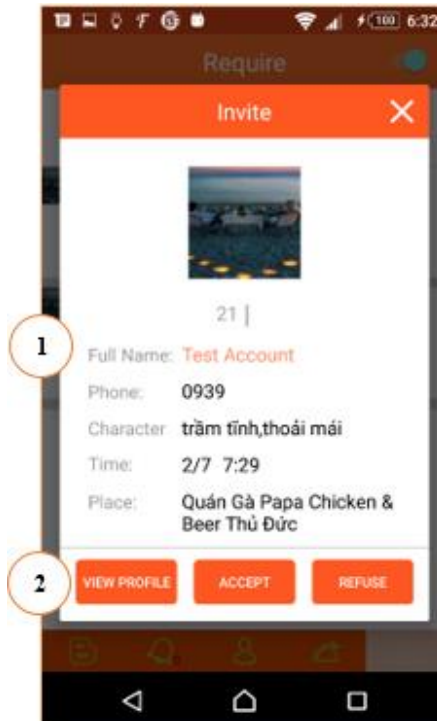 100 6:32
Require
Invite
21 |
1
Full Name: Test Account
Phone: 0939
Character trầm tĩnh,thoải mái
Time: 2/7 7:29
Place: Quán Gà Papa Chicken &
Beer Thủ Đức
2
VIEW PROFILE ACCEPT REFUSE